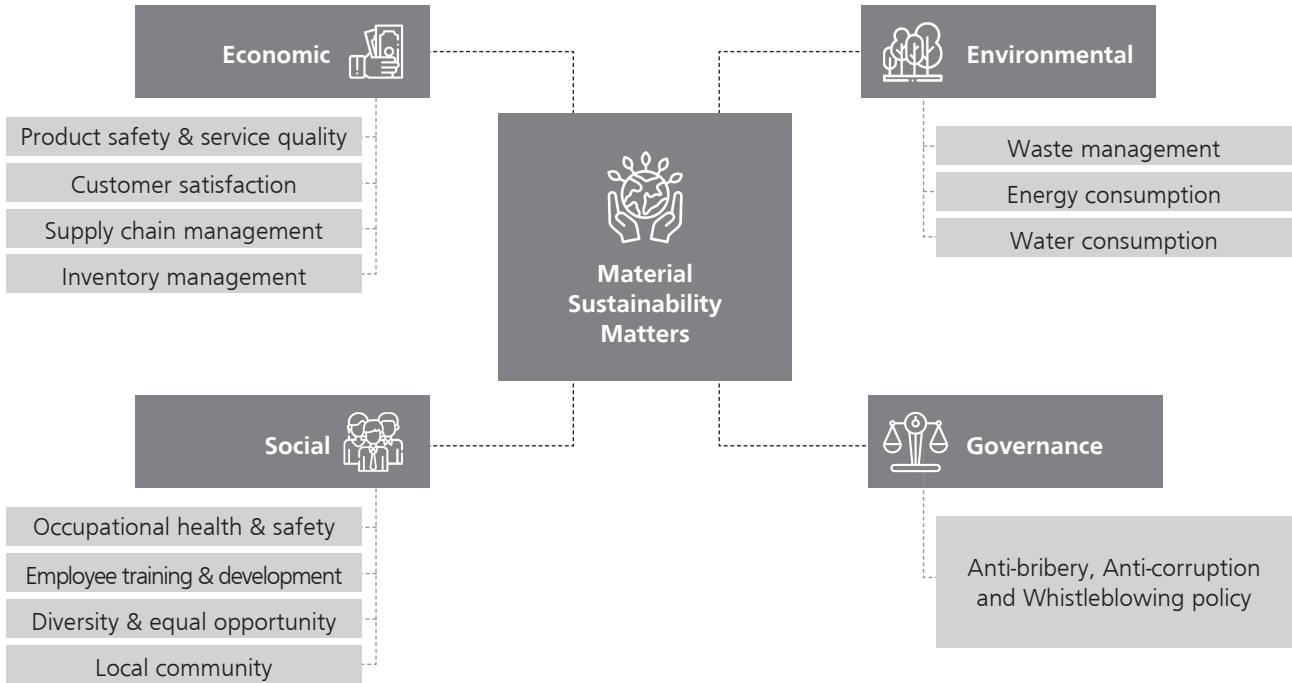 Economic
Product safety & service quality
Customer satisfaction
Supply chain management
Inventory management
Environmental
Waste management
Energy consumption
Water consumption
Material
Sustainability
Matters
Social
Occupational health & safety
Employee training & development
Diversity & equal opportunity
Local community
Governance
Anti-bribery, Anti-corruption
and Whistleblowing policy